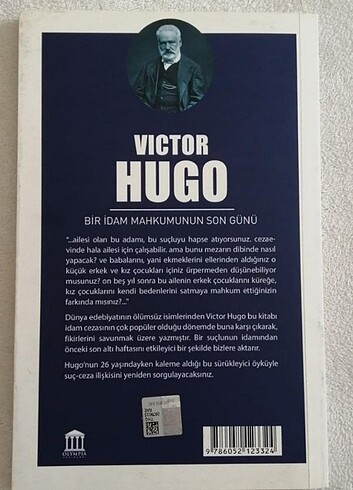 VICTOR
HUGO
BİR İDAM MAHKUMUNUN SON GÜNÜ
"...ailesi olan bu adamı, bu suçluyu hapse atıyorsunuz, cezae-
vinde hala ailesi için çalışabilir. ama bunu mezarın dibinde nasıl
yapacak? ve babalarını, yani ekmeklerini ellerinden aldığınız o
küçük erkek ve kız çocukları içiniz ürpermeden düşünebiliyor
musunuz? on beş yıl sonra bu ailenin erkek çocuklarını küreğe,
kız çocuklarını kendi bedenlerini satmaya mahkum ettiğinizin
farkında mısınız?..."
Dünya edebiyatının ölümsüz isimlerinden Victor Hugo bu kitabı
idam cezasının çok popüler olduğu dönemde buna karşı çıkarak,
fikirlerini savunmak üzere yazmıştır. Bir suçlunun idamından
önceki son altı haftasını etkileyici bir şekilde bizlere aktarır.
Hugo'nun 26 yaşındayken kaleme aldığı bu sürükleyici öyküyle
suç-ceza ilişkisini yeniden sorgulayacaksınız.
OLYMPIA
9 786052 123324